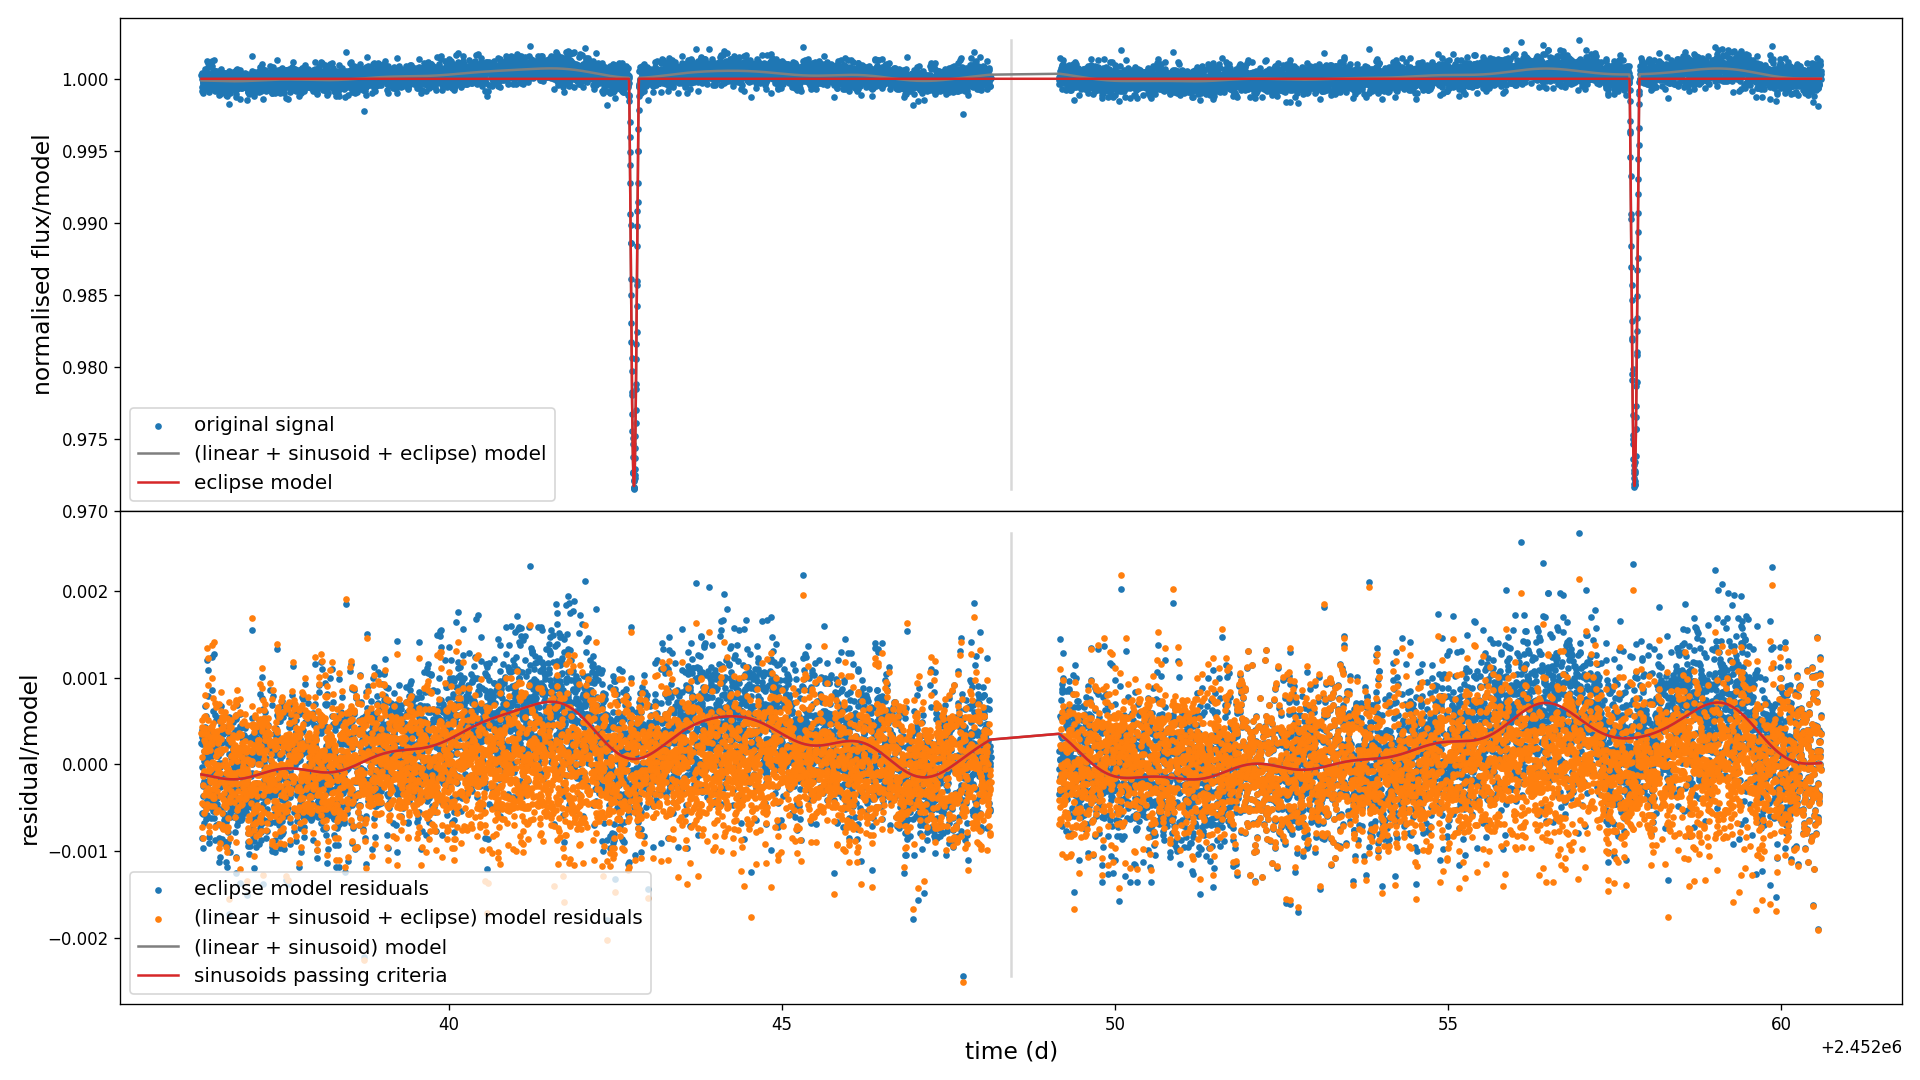 normalised flux/model
1.000
0.995
0.990
0.985
0.980
0.975
0.970
original signal
(linear + sinusoid + eclipse) model
eclipse model
residual/model
0.002
0.001
0.000
−0.001
−0.002
eclipse model residuals
(linear + sinusoid + eclipse) model residuals
(linear + sinusoid) model
sinusoids passing criteria
40 45 50 55 60
time (d)
+2.452e6